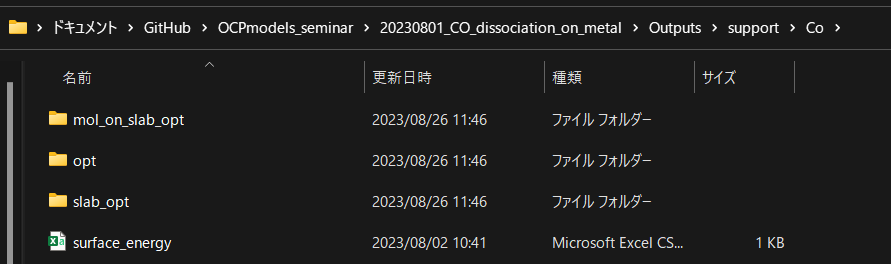 ドキュメント > GitHub > OCPmodels_seminar > 20230801_CO_dissociation_on_metal > Outputs > support > Co >
名前 更新日時 種類 サイズ
mol_on_slab_opt 2023/08/26 11:46 ファイル フォルダー
opt 2023/08/26 11:46 ファイル フォルダー
slab_opt 2023/08/26 11:46 ファイル フォルダー
surface_energy 2023/08/02 10:41 Microsoft Excel CS... 1 KB